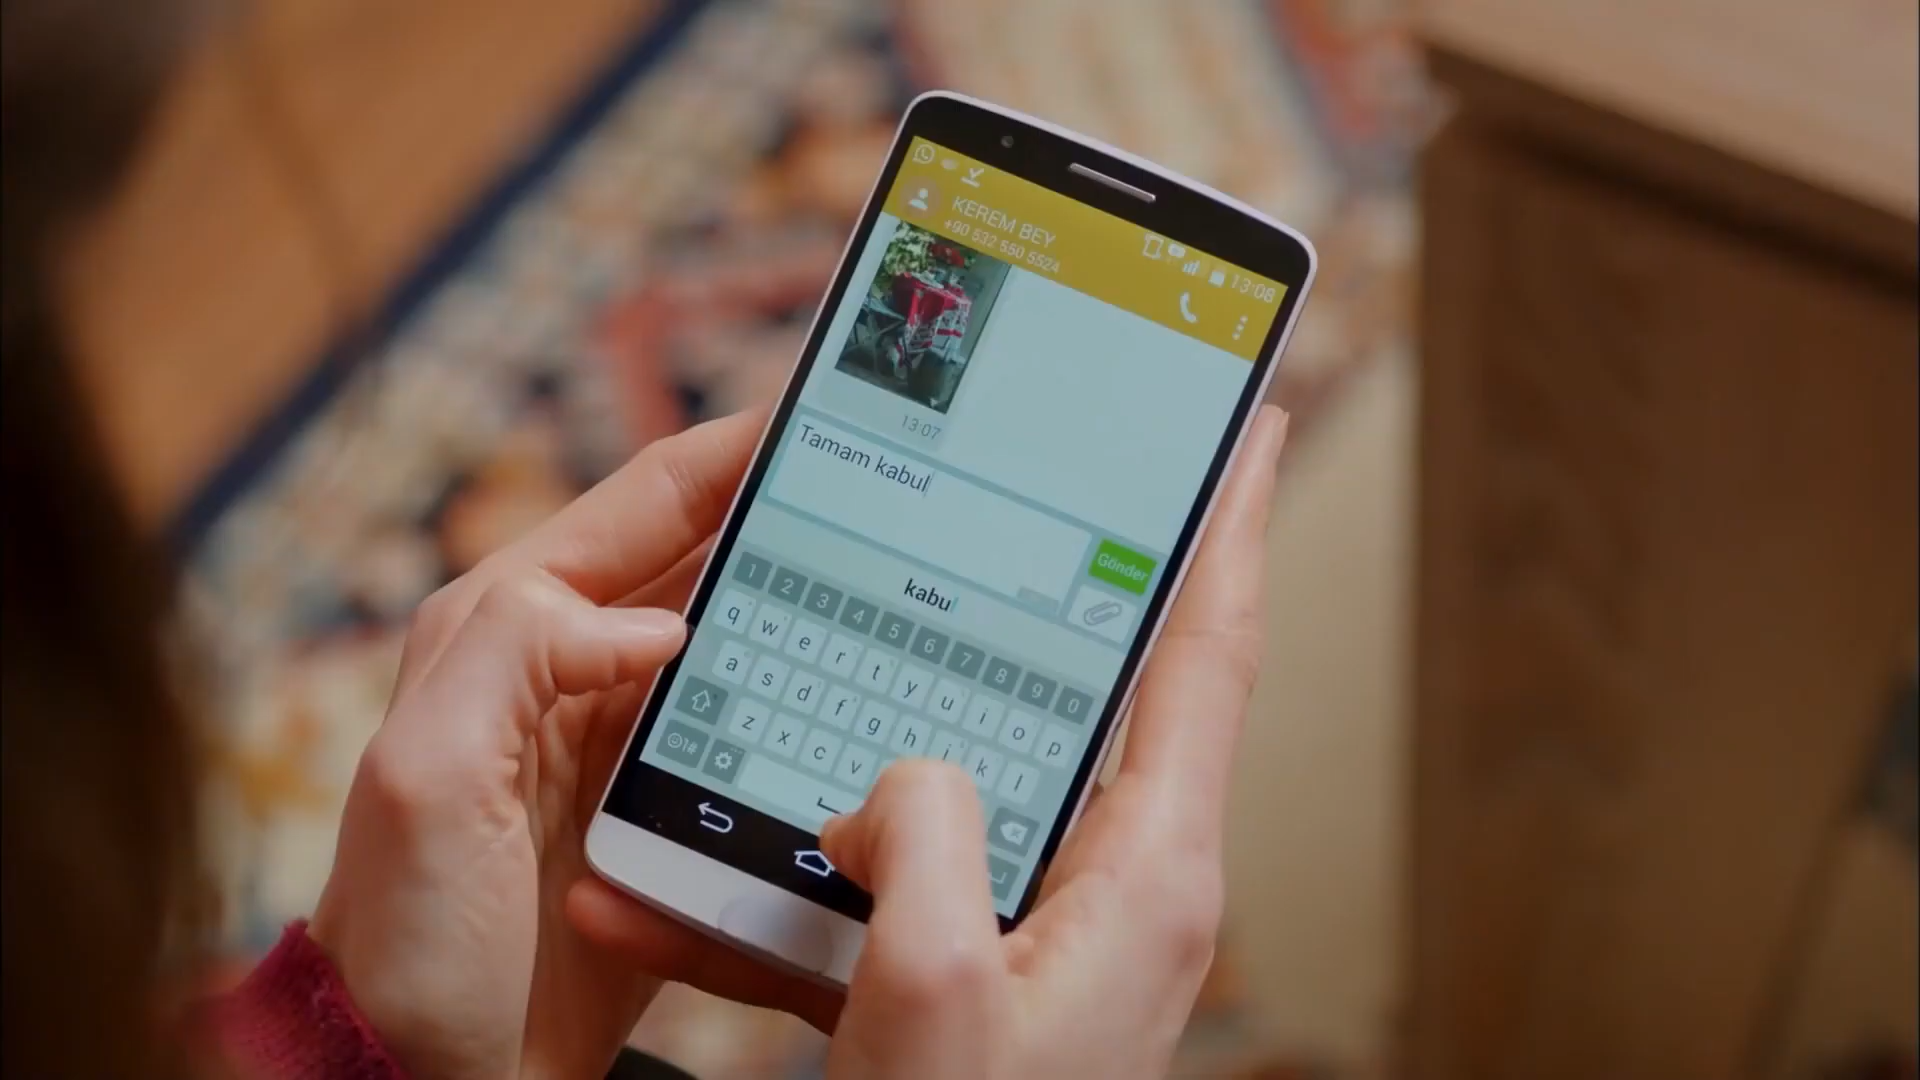 13:08
KEREM BEY
+90 532 550 5524
13:07
Tamam kabul
Gönder
kabul
1 2 3 4 5 6 7 8 9 0
q w e r t y u i o p
a s d f g h j k l
z x c v
1#